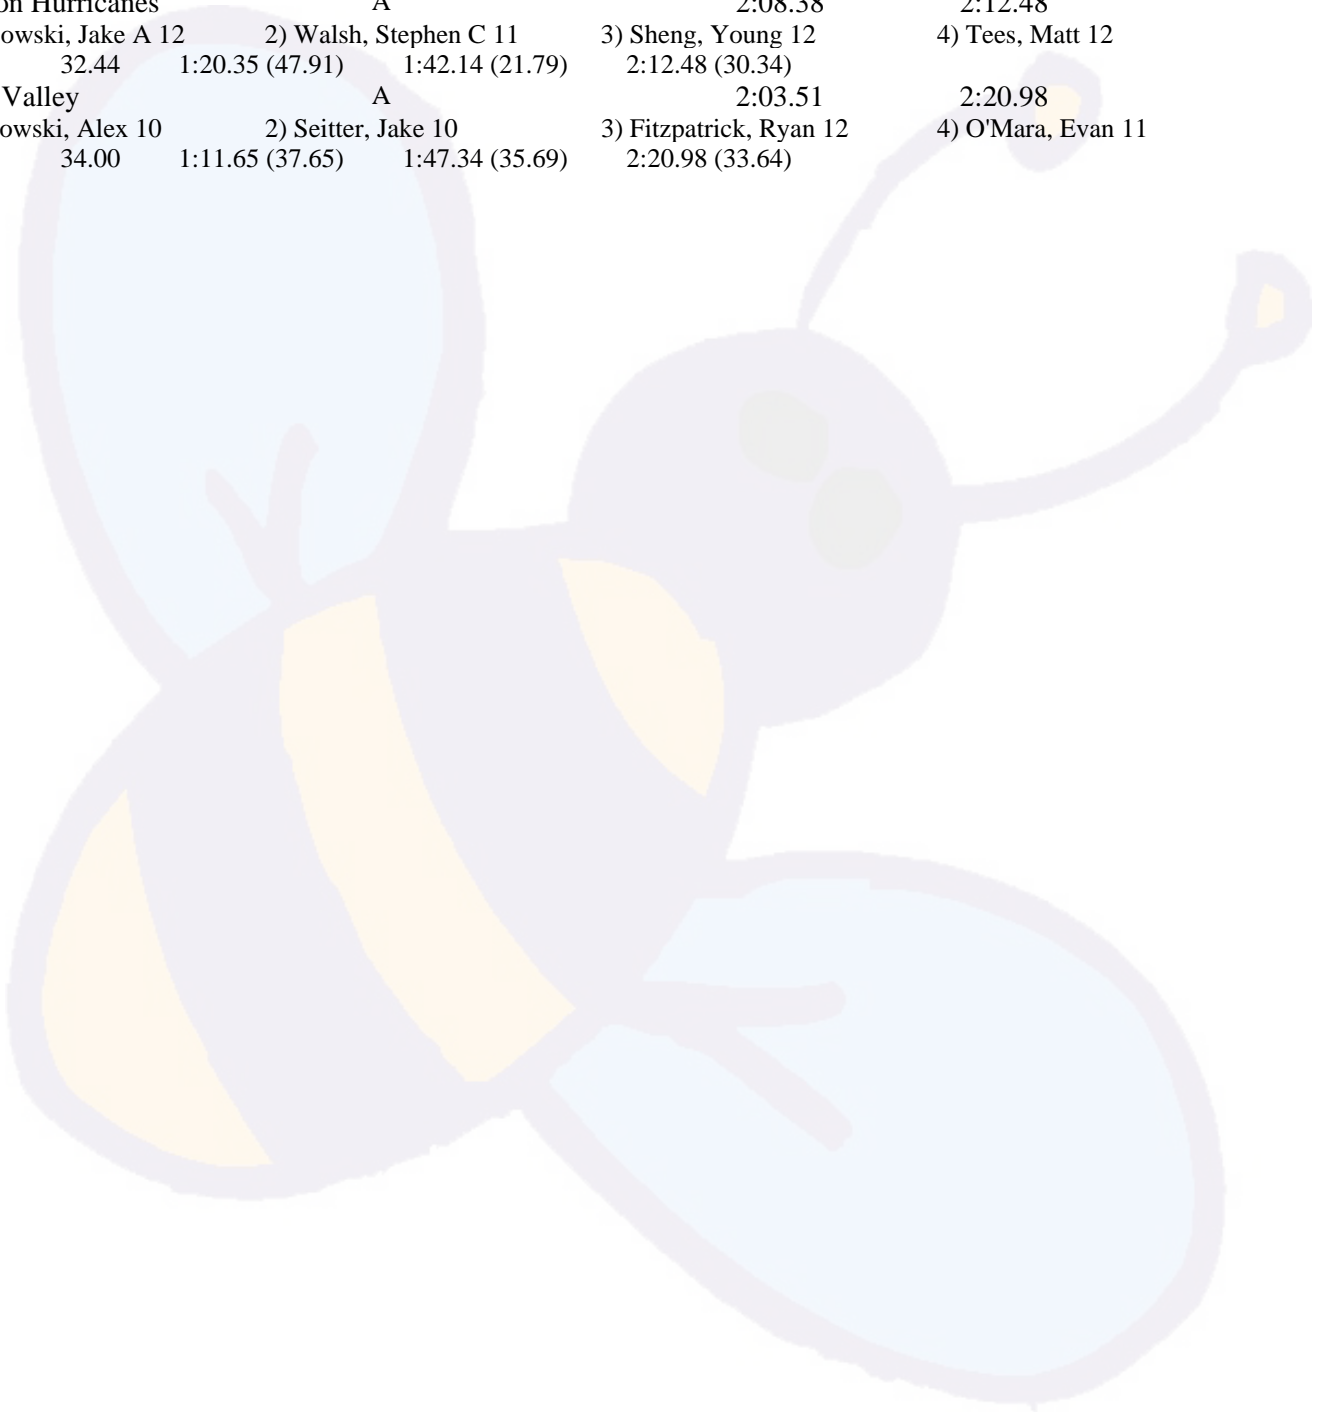 on Hurricanes A 2:08.38 2:12.48
owski, Jake A 12 2) Walsh, Stephen C 11 3) Sheng, Young 12 4) Tees, Matt 12
32.44 1:20.35 (47.91) 1:42.14 (21.79) 2:12.48 (30.34)
Valley A 2:03.51 2:20.98
owski, Alex 10 2) Seitter, Jake 10 3) Fitzpatrick, Ryan 12 4) O'Mara, Evan 11
34.00 1:11.65 (37.65) 1:47.34 (35.69) 2:20.98 (33.64)